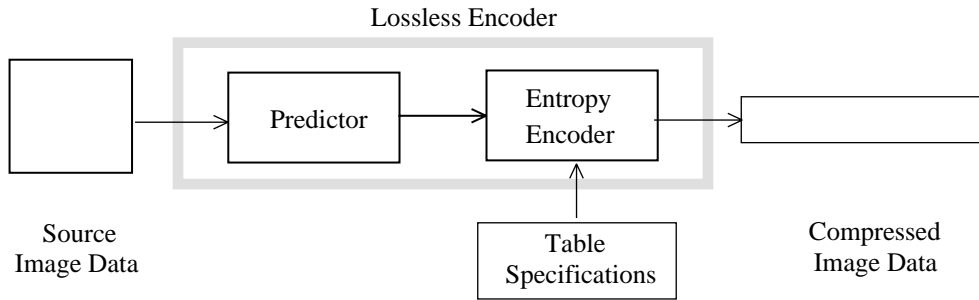 Lossless Encoder
Predictor
Entropy
Encoder
Source
Image Data
Table
Specifications
Compressed
Image Data